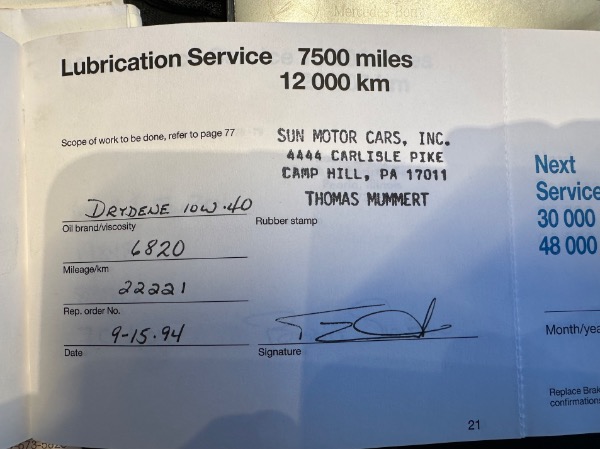 Mercedes-Benz
Lubrication Service 7500 miles
12 000 km
Scope of work to be done, refer to page 77
SUN MOTOR CARS, INC.
4444 CARLISLE PIKE
CAMP HILL, PA 17011
THOMAS MUMMERT
Rubber stamp
DRYDENE 10W-40
Oil brand/viscosity
6820
Mileage/km
22221
Rep. order No.
9-15-94
Date
Signature
21
Next
Service
30 000
48 000
Month/yea
Replace Brak
confirmation